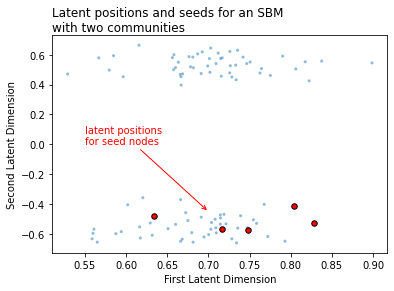 Latent positions and seeds for an SBM
with two communities
Second Latent Dimension
0.6
0.4
0.2
0.0
−0.2
−0.4
−0.6
latent positions
for seed nodes
0.55 0.60 0.65 0.70 0.75 0.80 0.85 0.90
First Latent Dimension